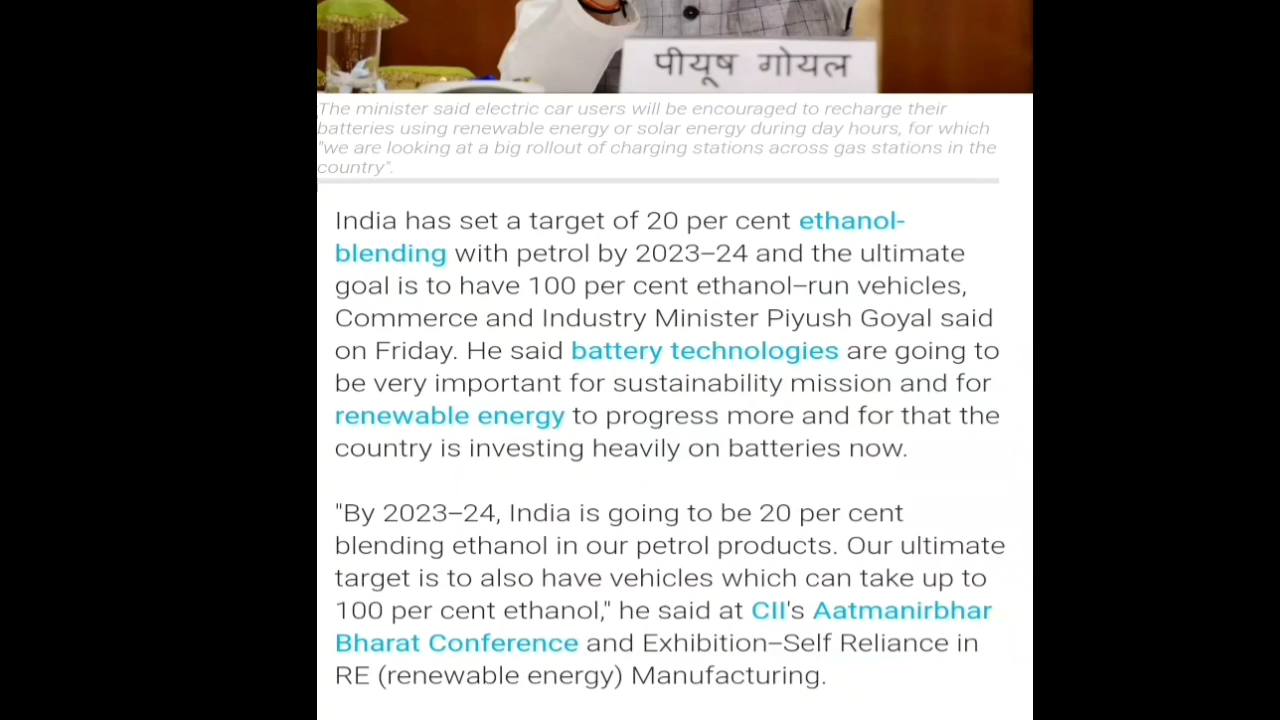 पीयूष गोयल
The minister said electric car users will be encouraged to recharge their
batteries using renewable energy or solar energy during day hours, for which
"we are looking at a big rollout of charging stations across gas stations in the
country".
India has set a target of 20 per cent ethanol-
blending with petrol by 2023–24 and the ultimate
goal is to have 100 per cent ethanol–run vehicles,
Commerce and Industry Minister Piyush Goyal said
on Friday. He said battery technologies are going to
be very important for sustainability mission and for
renewable energy to progress more and for that the
country is investing heavily on batteries now.
"By 2023–24, India is going to be 20 per cent
blending ethanol in our petrol products. Our ultimate
target is to also have vehicles which can take up to
100 per cent ethanol," he said at CII's Aatmanirbhar
Bharat Conference and Exhibition–Self Reliance in
RE (renewable energy) Manufacturing.